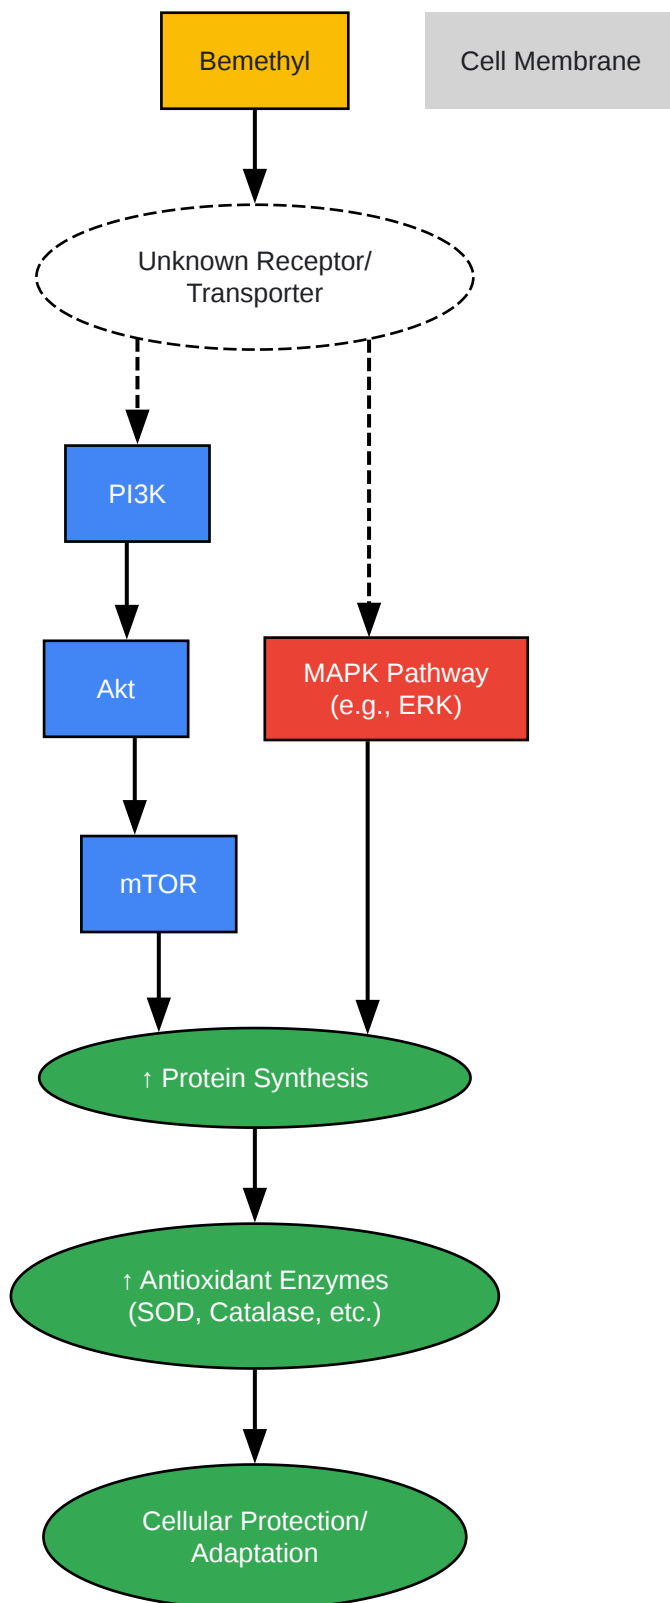 Bemethyl
Cell Membrane
Unknown Receptor/
Transporter
PI3K
Akt
MAPK Pathway
(e.g., ERK)
mTOR
↑ Protein Synthesis
↑ Antioxidant Enzymes
(SOD, Catalase, etc.)
Cellular Protection/
Adaptation